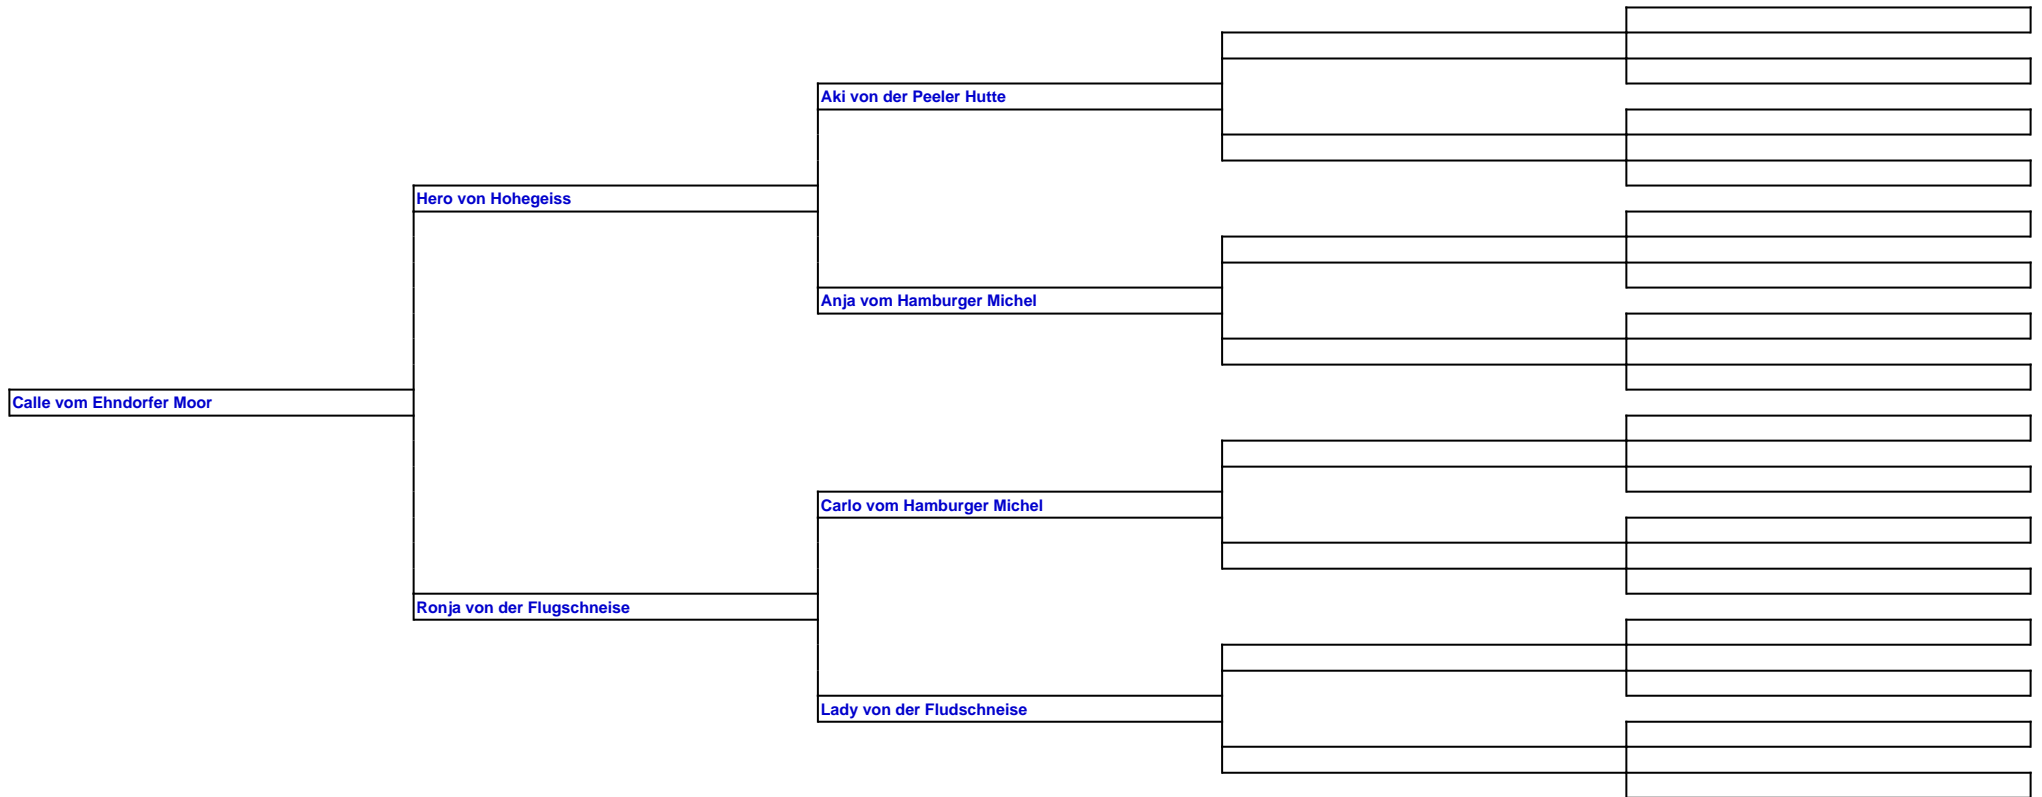 Aki von der Peeler Hutte
Hero von Hohegeiss
Anja vom Hamburger Michel
Calle vom Ehndorfer Moor
Carlo vom Hamburger Michel
Ronja von der Flugschneise
Lady von der Fludschneise